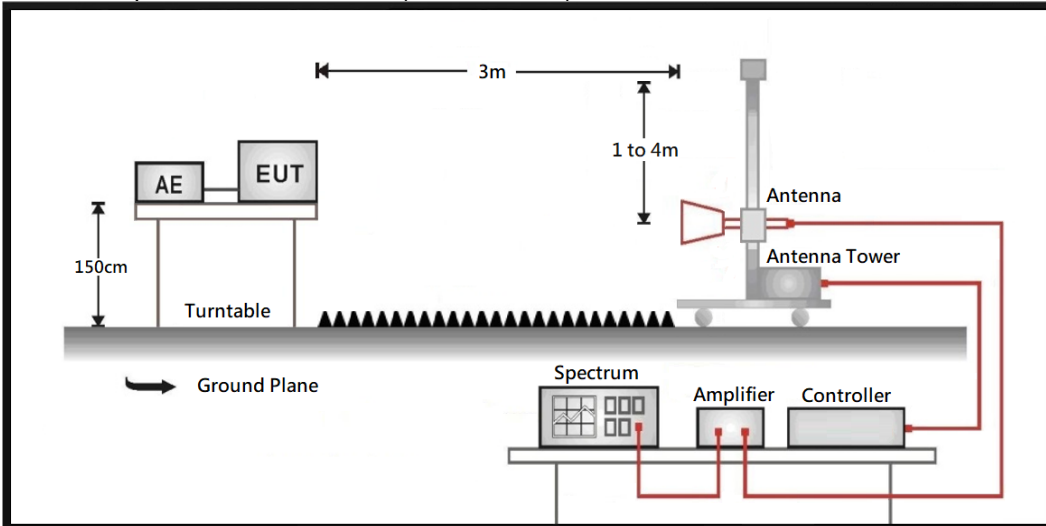 3m
1 to 4m
AE
EUT
Antenna
150cm
Antenna Tower
Turntable
Ground Plane
Spectrum
Amplifier
Controller